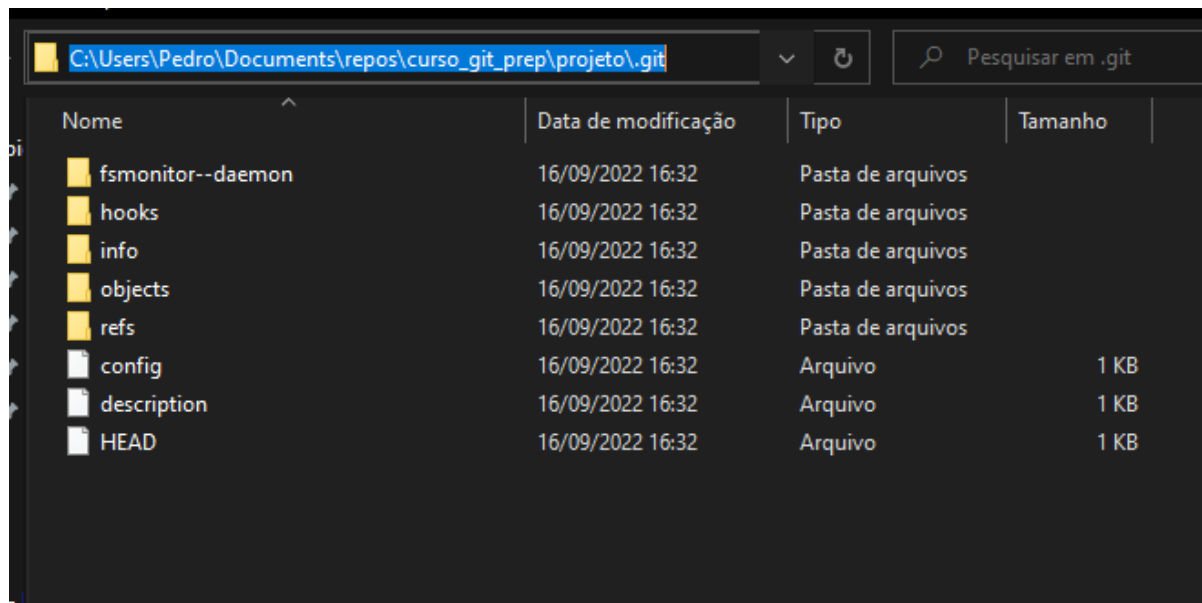 C:\Users\Pedro\Documents\repos\curso_git_prep\projeto\.git Pesquisar em .git
Nome Data de modificação Tipo Tamanho
fsmonitor--daemon 16/09/2022 16:32 Pasta de arquivos
hooks 16/09/2022 16:32 Pasta de arquivos
info 16/09/2022 16:32 Pasta de arquivos
objects 16/09/2022 16:32 Pasta de arquivos
refs 16/09/2022 16:32 Pasta de arquivos
config 16/09/2022 16:32 Arquivo 1 KB
description 16/09/2022 16:32 Arquivo 1 KB
HEAD 16/09/2022 16:32 Arquivo 1 KB